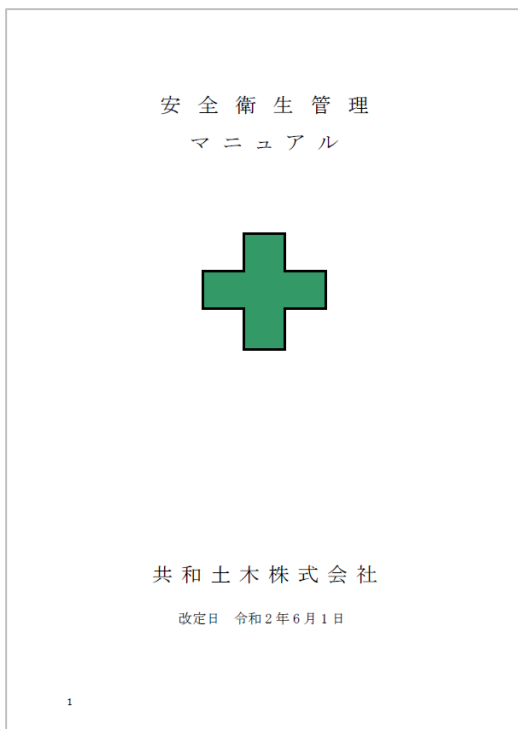 安全衛生管理
マニュアル
共和土木株式会社
改定日　令和２年６月１日
1